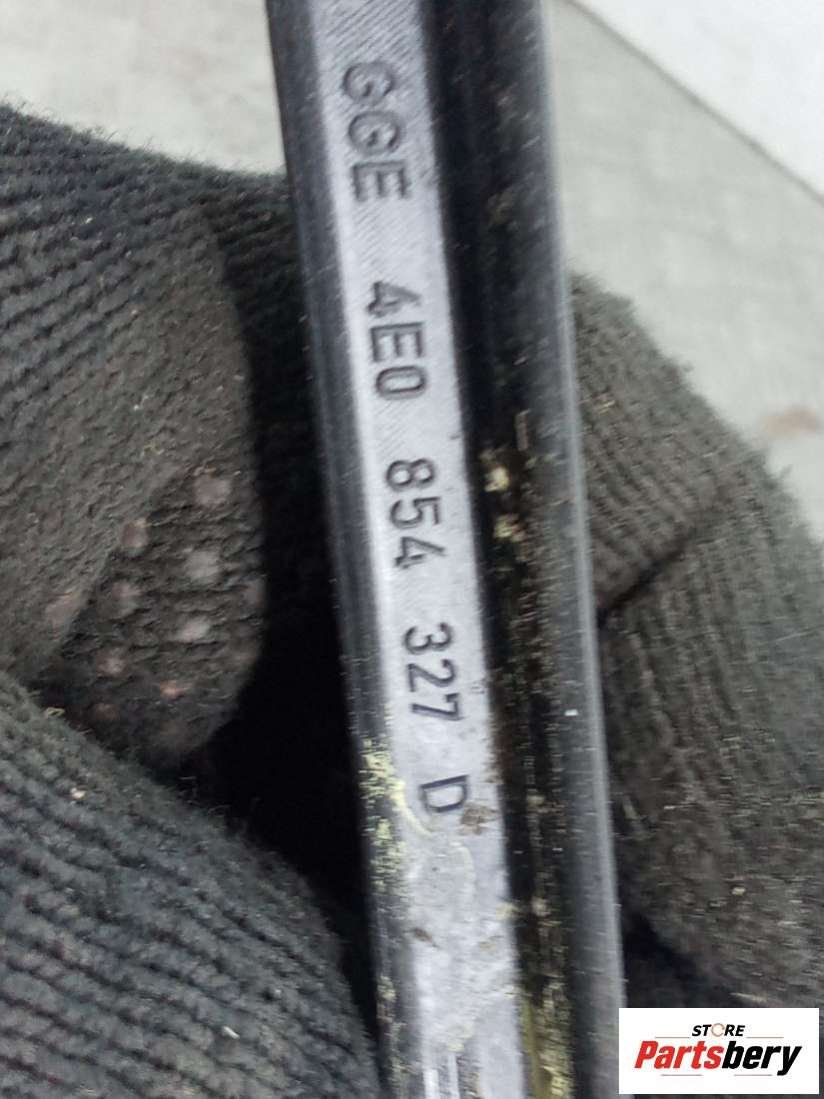 GGE 4E0 854 327 D
STORE
Partsbery